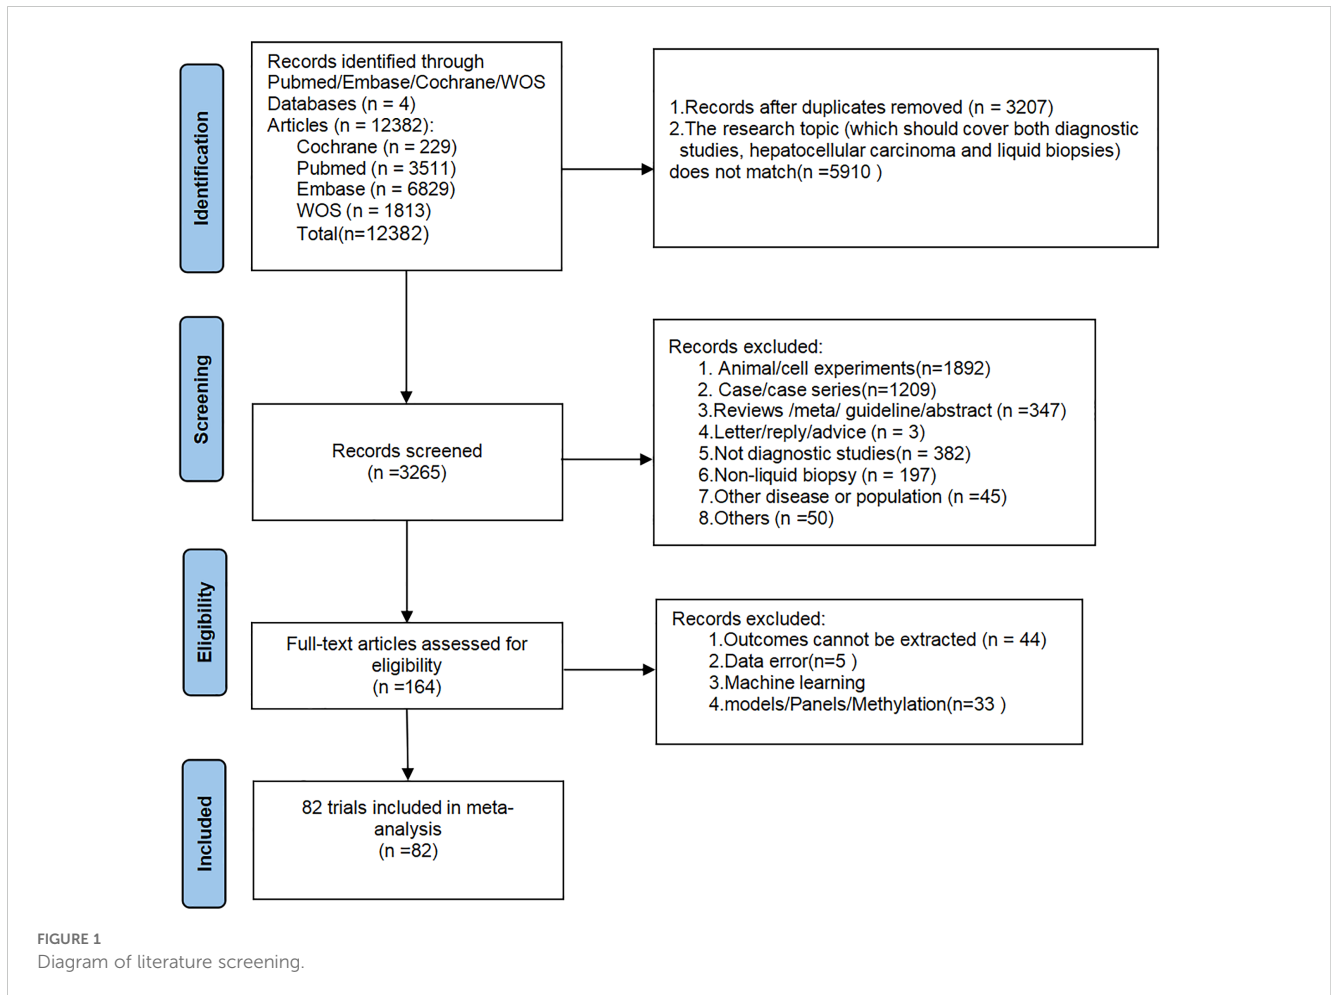 Identification
Records identified through
Pubmed/Embase/Cochrane/WOS
Databases (n = 4)
Articles (n = 12382):
Cochrane (n = 229)
Pubmed (n = 3511)
Embase (n = 6829)
WOS (n = 1813)
Total(n=12382)
1.Records after duplicates removed (n = 3207)
2.The research topic (which should cover both diagnostic
studies, hepatocellular carcinoma and liquid biopsies)
does not match(n =5910 )
Screening
Records screened
(n =3265)
Records excluded:
1. Animal/cell experiments(n=1892)
2. Case/case series(n=1209)
3.Reviews /meta/ guideline/abstract (n =347)
4.Letter/reply/advice (n = 3)
5.Not diagnostic studies(n = 382)
6.Non-liquid biopsy (n = 197)
7.Other disease or population (n =45)
8.Others (n =50)
Eligibility
Full-text articles assessed for
eligibility
(n =164)
Records excluded:
1.Outcomes cannot be extracted (n = 44)
2.Data error(n=5 )
3.Machine learning
4.models/Panels/Methylation(n=33 )
Included
82 trials included in meta-
analysis
(n =82)
FIGURE 1
Diagram of literature screening.